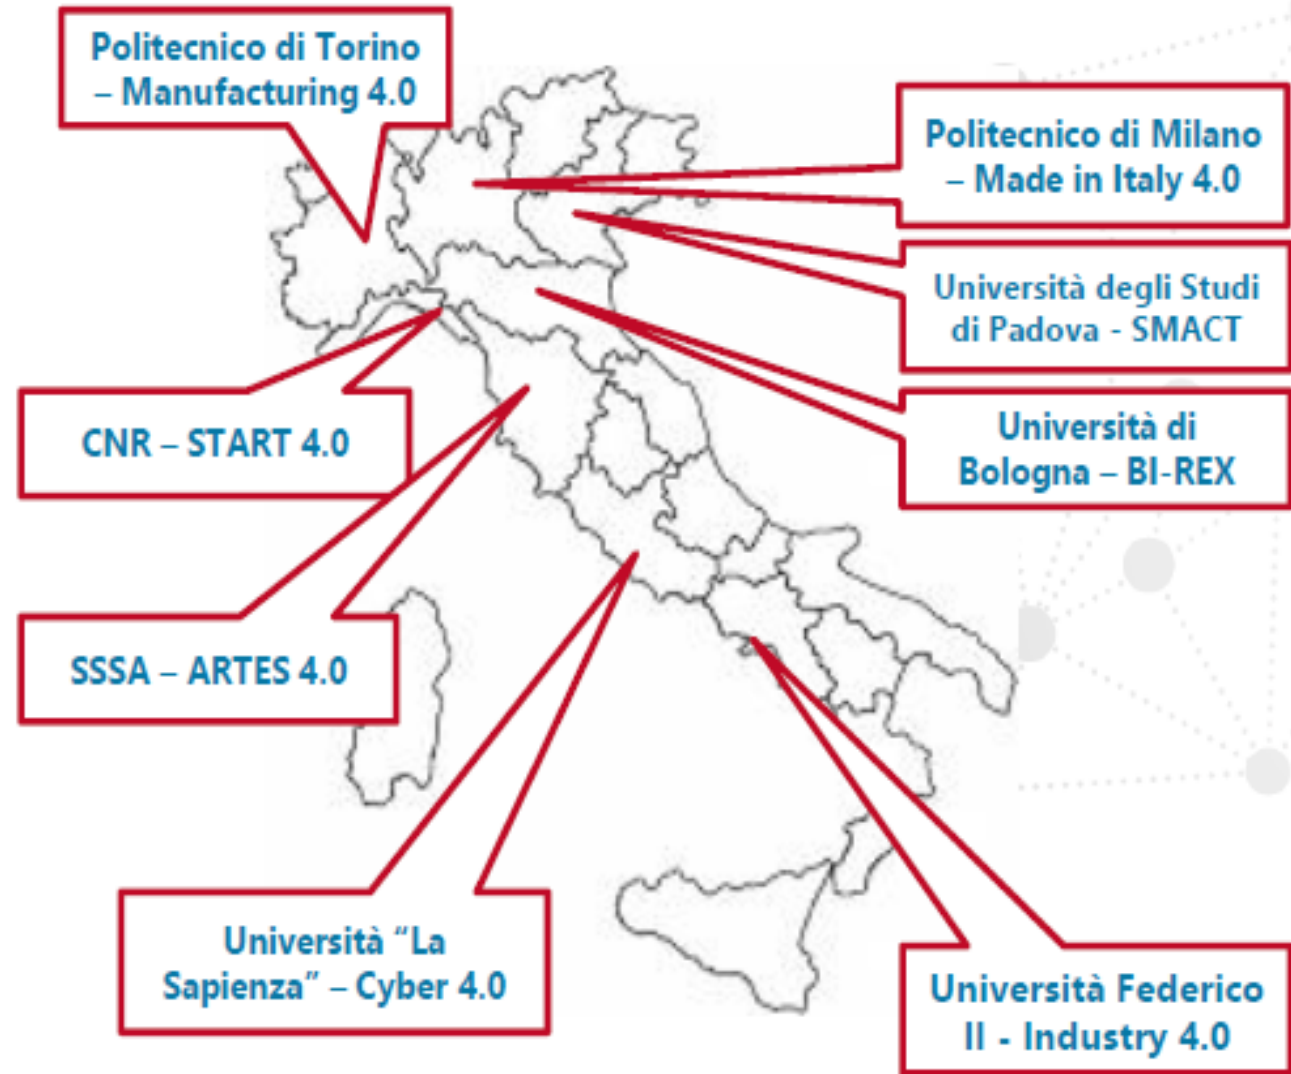 Politecnico di Torino
– Manufacturing 4.0
Politecnico di Milano
– Made in Italy 4.0
Università degli Studi
di Padova - SMACT
Università di
Bologna – BI-REX
CNR – START 4.0
SSSA – ARTES 4.0
Università “La
Sapienza” – Cyber 4.0
Università Federico
II - Industry 4.0